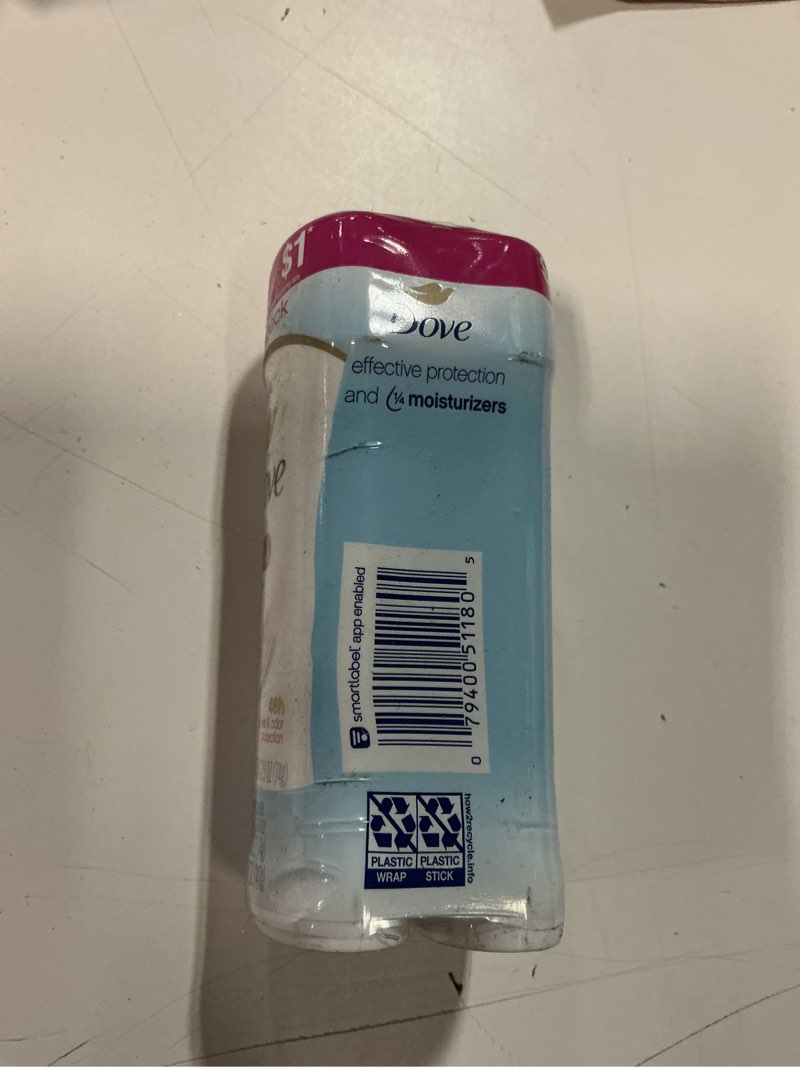 $1*
Dove
effective protection
and 1/4 moisturizers
smartlabel app enabled
0 79400 51180 5
48h
& odor
how2recycle.info
PLASTIC PLASTIC
WRAP STICK